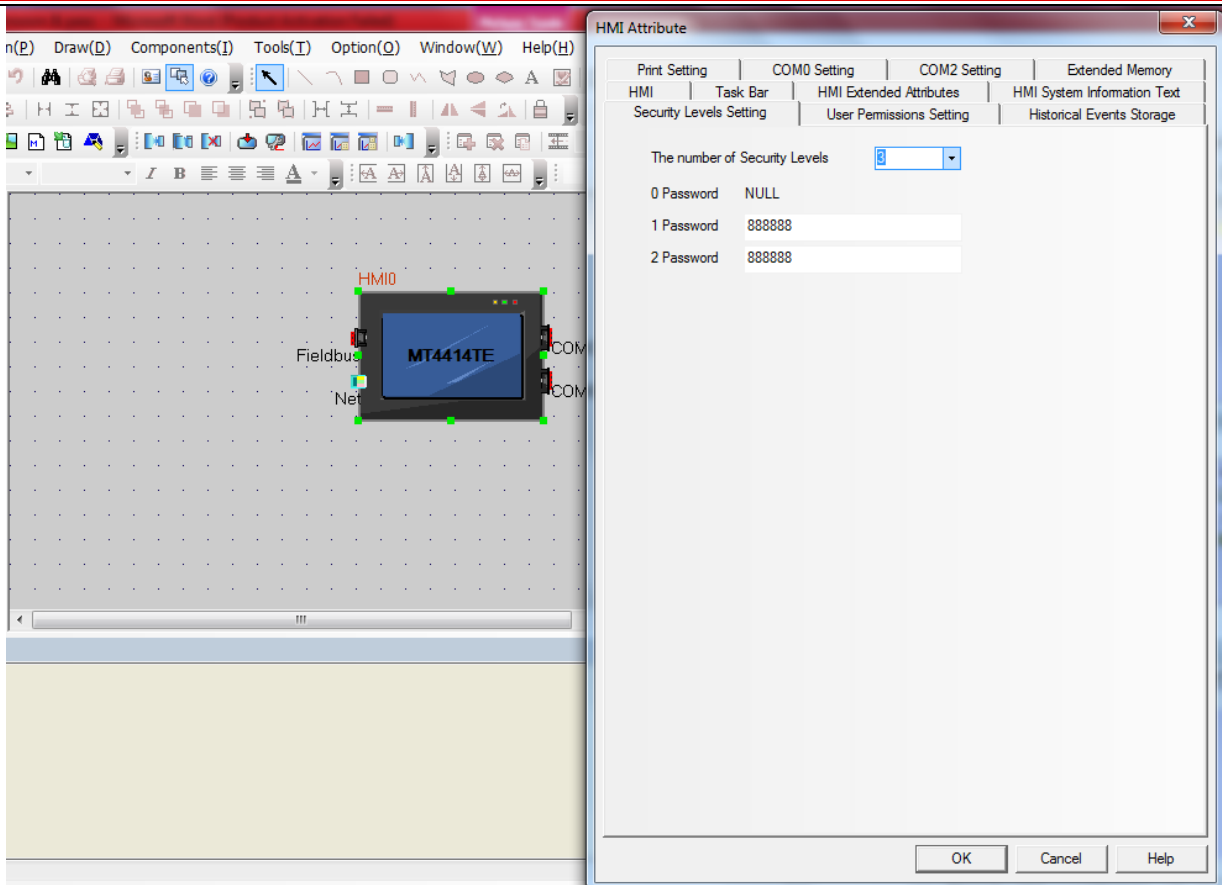 n(P) Draw(D) Components(I) Tools(T) Option(O) Window(W) Help(H)
A
I B A
HMI0
Fieldbus
MT4414TE
COM
Net
COM
HMI Attribute
Print Setting COM0 Setting COM2 Setting Extended Memory
HMI Task Bar HMI Extended Attributes HMI System Information Text
Security Levels Setting User Permissions Setting Historical Events Storage
The number of Security Levels 3
0 Password NULL
1 Password 888888
2 Password 888888
OK Cancel Help